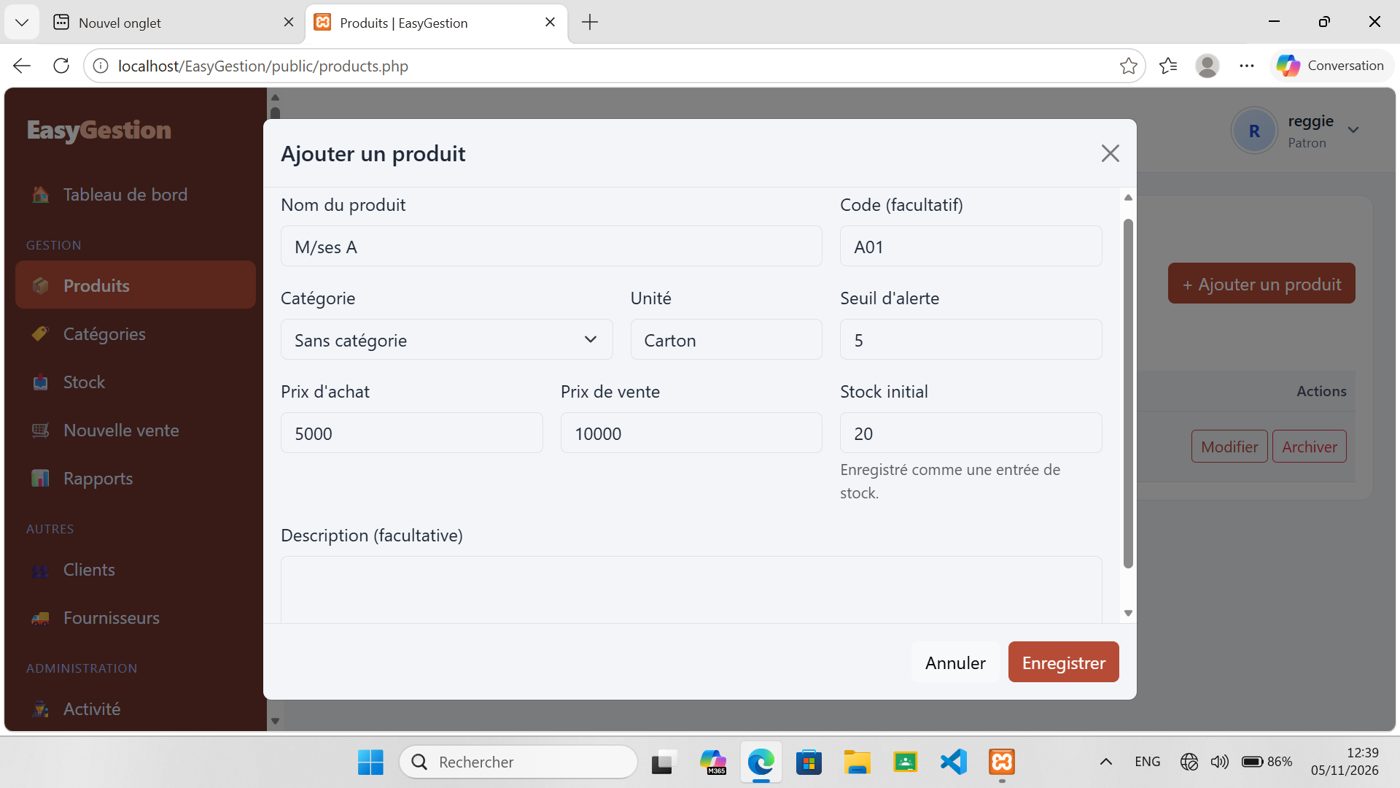 Nouvel onglet
Produits | EasyGestion
localhost/EasyGestion/public/products.php
Conversation
EasyGestion
reggie
R
Patron
Tableau de bord
GESTION
Produits
Catégories
Stock
Nouvelle vente
Rapports
AUTRES
Clients
Fournisseurs
ADMINISTRATION
Activité
Ajouter un produit
Nom du produit
Code (facultatif)
M/ses A
A01
Catégorie
Unité
Seuil d'alerte
Sans catégorie
Carton
5
Prix d'achat
Prix de vente
Stock initial
5000
10000
20
Enregistré comme une entrée de
stock.
Description (facultative)
Annuler
Enregistrer
+ Ajouter un produit
Actions
Modifier
Archiver
Rechercher
M365
ENG
86%
12:39
05/11/2026